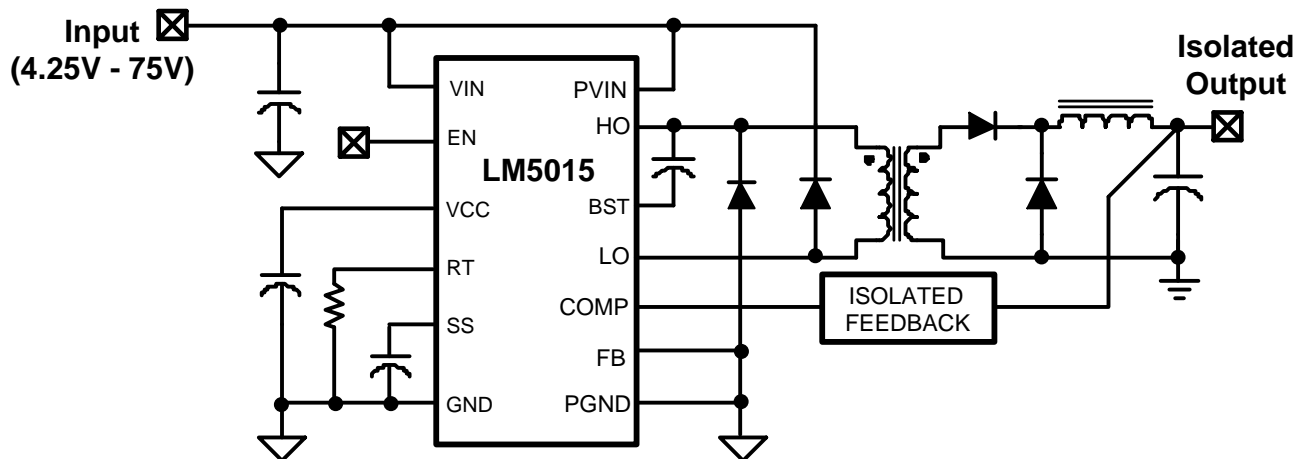 Input
(4.25V - 75V)
Isolated
Output
VIN
PVIN
EN
HO
LM5015
VCC
BST
LO
RT
COMP
ISOLATED
FEEDBACK
SS
FB
GND
PGND